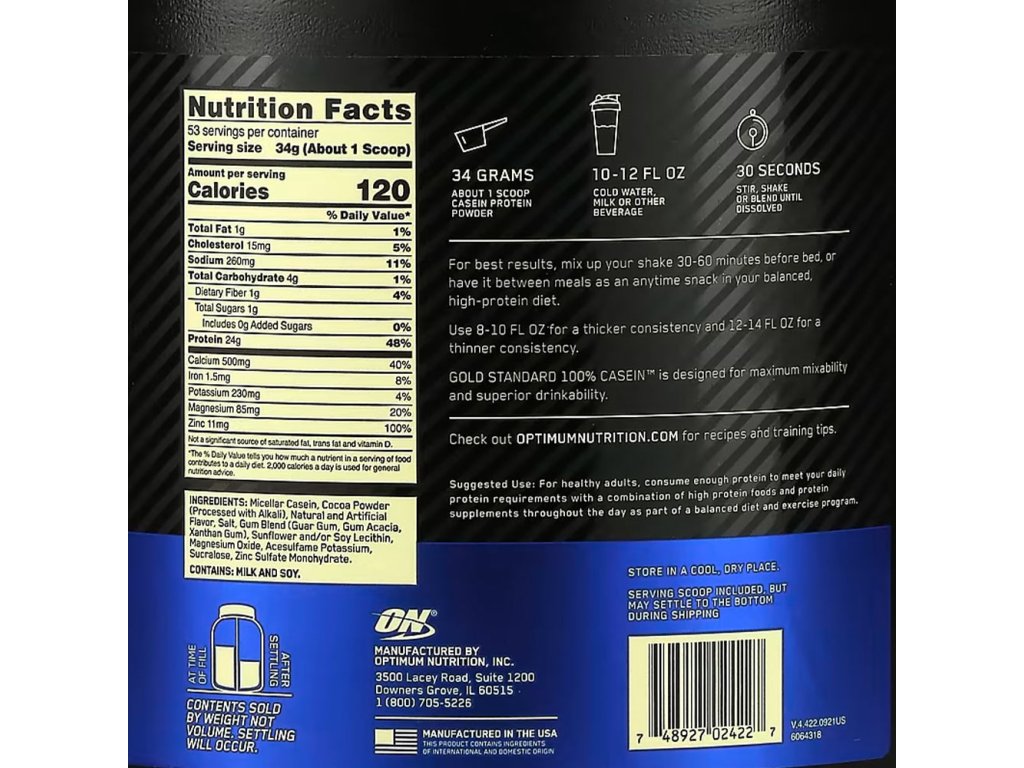 Nutrition Facts
53 servings per container
Serving size 34g (About 1 Scoop)
Amount per serving
Calories 120
% Daily Value*
Total Fat 1g 1%
Cholesterol 15mg 5%
Sodium 260mg 11%
Total Carbohydrate 4g 1%
Dietary Fiber 1g 4%
Total Sugars 1g
Includes 0g Added Sugars 0%
Protein 24g 48%
Calcium 500mg 40%
Iron 1.5mg 8%
Potassium 230mg 4%
Magnesium 85mg 20%
Zinc 11mg 100%
Not a significant source of saturated fat, trans fat and vitamin D.
*The % Daily Value tells you how much a nutrient in a serving of food
contributes to a daily diet. 2,000 calories a day is used for general
nutrition advice.
INGREDIENTS: Micellar Casein, Cocoa Powder
(Processed with Alkali), Natural and Artificial
Flavor, Salt, Gum Blend (Guar Gum, Gum Acacia,
Xanthan Gum), Sunflower and/or Soy Lecithin,
Magnesium Oxide, Acesulfame Potassium,
Sucralose, Zinc Sulfate Monohydrate.
CONTAINS: MILK AND SOY.
34 GRAMS
ABOUT 1 SCOOP
CASEIN PROTEIN
POWDER
10-12 FL OZ
COLD WATER,
MILK OR OTHER
BEVERAGE
30 SECONDS
STIR, SHAKE
OR BLEND UNTIL
DISSOLVED
For best results, mix up your shake 30-60 minutes before bed, or
have it between meals as an anytime snack in your balanced,
high-protein diet.
Use 8-10 FL OZ for a thicker consistency and 12-14 FL OZ for a
thinner consistency.
GOLD STANDARD 100% CASEIN™ is designed for maximum mixability
and superior drinkability.
Check out OPTIMUMNUTRITION.COM for recipes and training tips.
Suggested Use: For healthy adults, consume enough protein to meet your daily
protein requirements with a combination of high protein foods and protein
supplements throughout the day as part of a balanced diet and exercise program.
AT TIME
OF FILL
AFTER
SETTLING
CONTENTS SOLD
BY WEIGHT NOT
VOLUME. SETTLING
WILL OCCUR.
ON®
MANUFACTURED BY
OPTIMUM NUTRITION, INC.
3500 Lacey Road, Suite 1200
Downers Grove, IL 60515 ·
1 (800) 705-5226
MANUFACTURED IN THE USA
THIS PRODUCT CONTAINS INGREDIENTS
OF INTERNATIONAL AND DOMESTIC ORIGIN
STORE IN A COOL, DRY PLACE.
SERVING SCOOP INCLUDED, BUT
MAY SETTLE TO THE BOTTOM
DURING SHIPPING
7 48927 02422 7
V.4.422.0921US
6064318